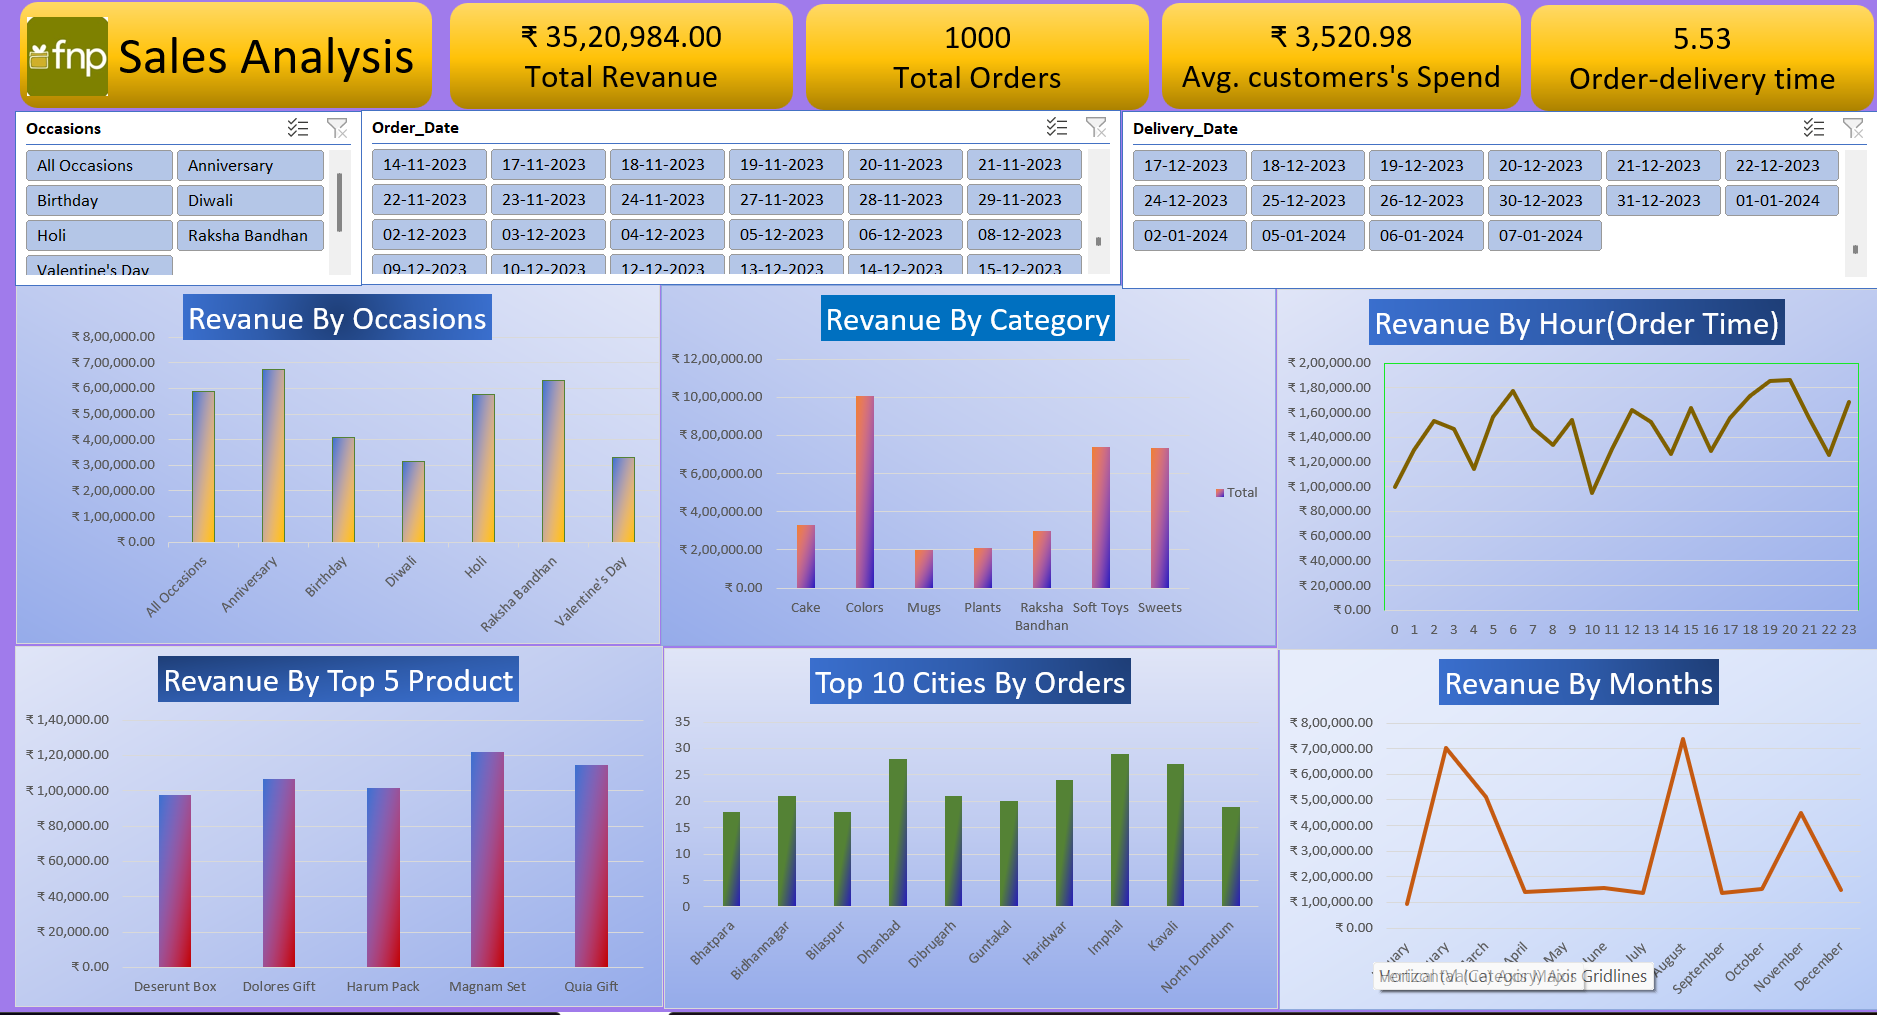 fnp
Sales Analysis
₹ 35,20,984.00
Total Revanue
1000
Total Orders
₹ 3,520.98
Avg. customers's Spend
5.53
Order-delivery time
Occasions
All Occasions Anniversary
Birthday Diwali
Holi Raksha Bandhan
Valentine's Day
Order_Date
14-11-2023 17-11-2023 18-11-2023 19-11-2023 20-11-2023 21-11-2023
22-11-2023 23-11-2023 24-11-2023 27-11-2023 28-11-2023 29-11-2023
02-12-2023 03-12-2023 04-12-2023 05-12-2023 06-12-2023 08-12-2023
09-12-2023 10-12-2023 12-12-2023 13-12-2023 14-12-2023 15-12-2023
Delivery_Date
17-12-2023 18-12-2023 19-12-2023 20-12-2023 21-12-2023 22-12-2023
24-12-2023 25-12-2023 26-12-2023 30-12-2023 31-12-2023 01-01-2024
02-01-2024 05-01-2024 06-01-2024 07-01-2024
Revanue By Occasions
₹ 8,00,000.00
₹ 7,00,000.00
₹ 6,00,000.00
₹ 5,00,000.00
₹ 4,00,000.00
₹ 3,00,000.00
₹ 2,00,000.00
₹ 1,00,000.00
₹ 0.00
All Occasions Anniversary Birthday Diwali Holi Raksha Bandhan Valentine's Day
Revanue By Category
₹ 12,00,000.00
₹ 10,00,000.00
₹ 8,00,000.00
₹ 6,00,000.00
₹ 4,00,000.00
₹ 2,00,000.00
₹ 0.00
Cake Colors Mugs Plants Raksha Soft Toys Sweets
Bandhan
Total
Revanue By Hour(Order Time)
₹ 2,00,000.00
₹ 1,80,000.00
₹ 1,60,000.00
₹ 1,40,000.00
₹ 1,20,000.00
₹ 1,00,000.00
₹ 80,000.00
₹ 60,000.00
₹ 40,000.00
₹ 20,000.00
₹ 0.00
0 1 2 3 4 5 6 7 8 9 10 11 12 13 14 15 16 17 18 19 20 21 22 23
Revanue By Top 5 Product
₹ 1,40,000.00
₹ 1,20,000.00
₹ 1,00,000.00
₹ 80,000.00
₹ 60,000.00
₹ 40,000.00
₹ 20,000.00
₹ 0.00
Deserunt Box Dolores Gift Harum Pack Magnam Set Quia Gift
Top 10 Cities By Orders
35
30
25
20
15
10
5
0
Bhatpara Bidhannagar Bilaspur Dhanbad Dibrugarh Guntakal Haridwar Imphal Kavali North Dumdum
Revanue By Months
₹ 8,00,000.00
₹ 7,00,000.00
₹ 6,00,000.00
₹ 5,00,000.00
₹ 4,00,000.00
₹ 3,00,000.00
₹ 2,00,000.00
₹ 1,00,000.00
₹ 0.00
April May June July August September October November December
Gridlines